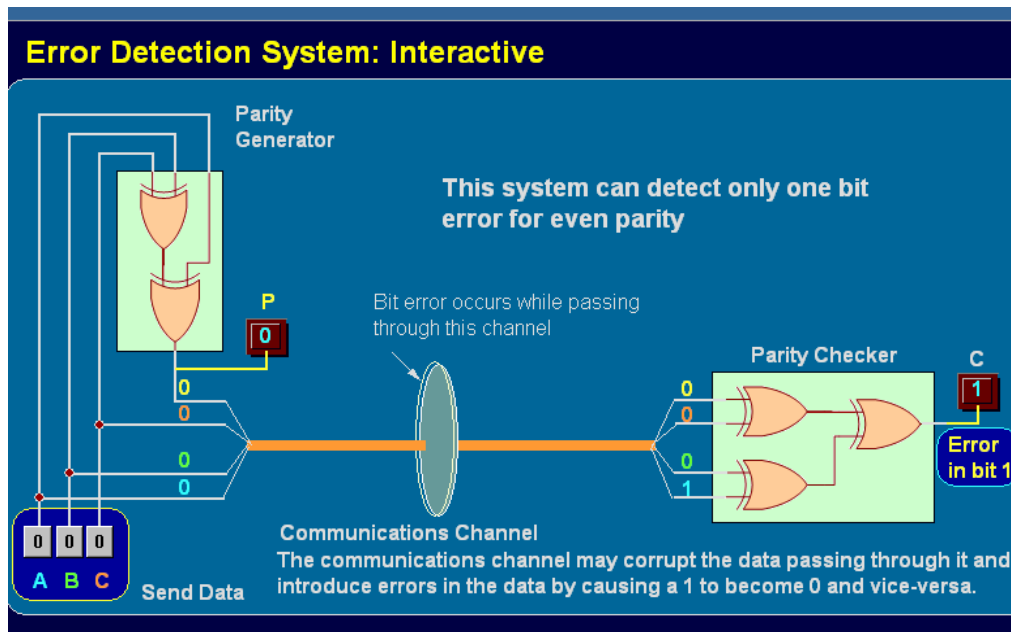 Error Detection System: Interactive
Parity
Generator
This system can detect only one bit
error for even parity
P
0
Bit error occurs while passing
through this channel
Parity Checker
C
1
Error
in bit 1
0
0
0
0
0
0
0
1
0 0 0
A B C
Send Data
Communications Channel
The communications channel may corrupt the data passing through it and
introduce errors in the data by causing a 1 to become 0 and vice-versa.